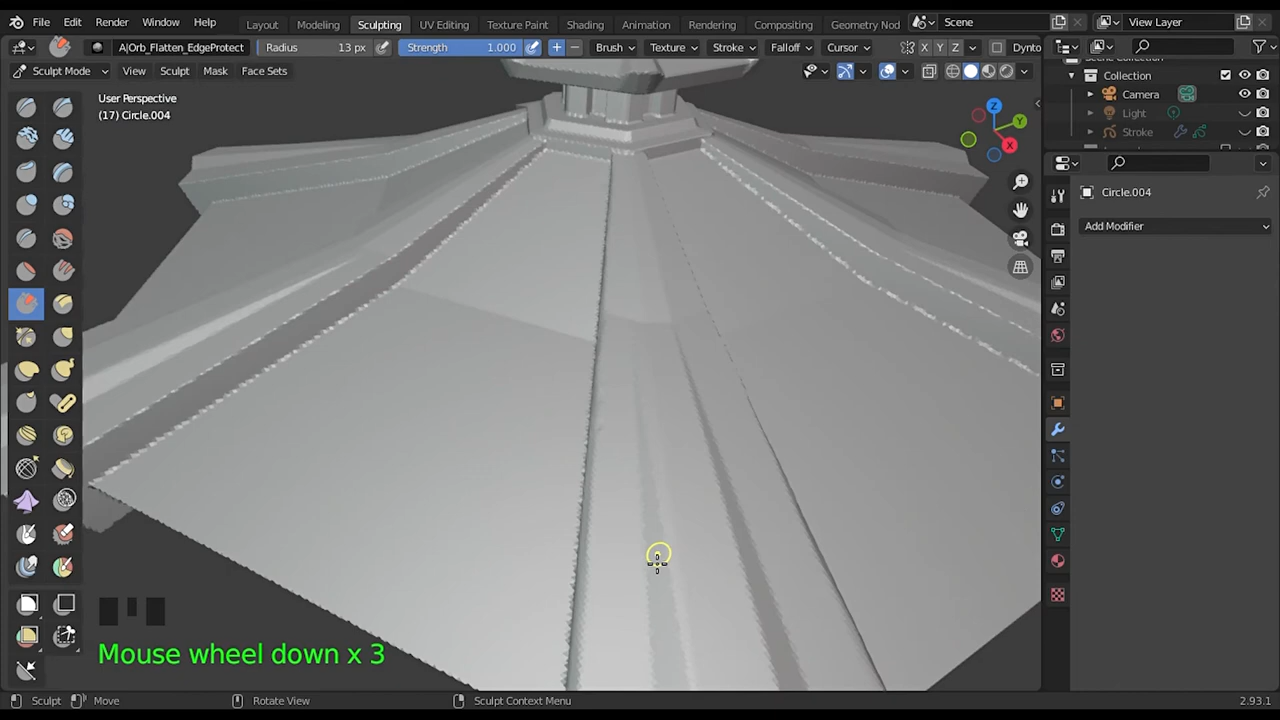 File Edit Render Window Help Layout Modeling Sculpting UV Editing Texture Paint Shading Animation Rendering Compositing Geometry Nod Scene View Layer
A|Orb_Flatten_EdgeProtect Radius 13 px Strength 1.000 Brush Texture Stroke Falloff Cursor X Y Z Dynto
Sculpt Mode View Sculpt Mask Face Sets
Collection
Camera
Light
Stroke
User Perspective
(17) Circle.004
Z
Y
X
Circle.004
Add Modifier
Mouse wheel down x 3
Sculpt Move Rotate View Sculpt Context Menu 2.93.1